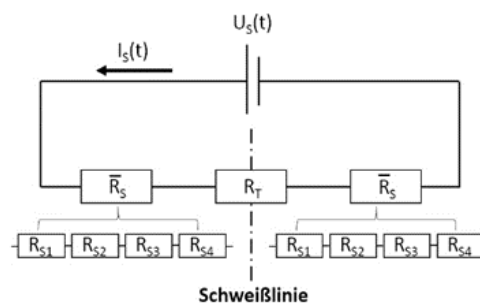 U_S(t)
I_S(t)
R̅_S R_T R̅_S
R_S1 R_S2 R_S3 R_S4 R_S1 R_S2 R_S3 R_S4
Schweißlinie